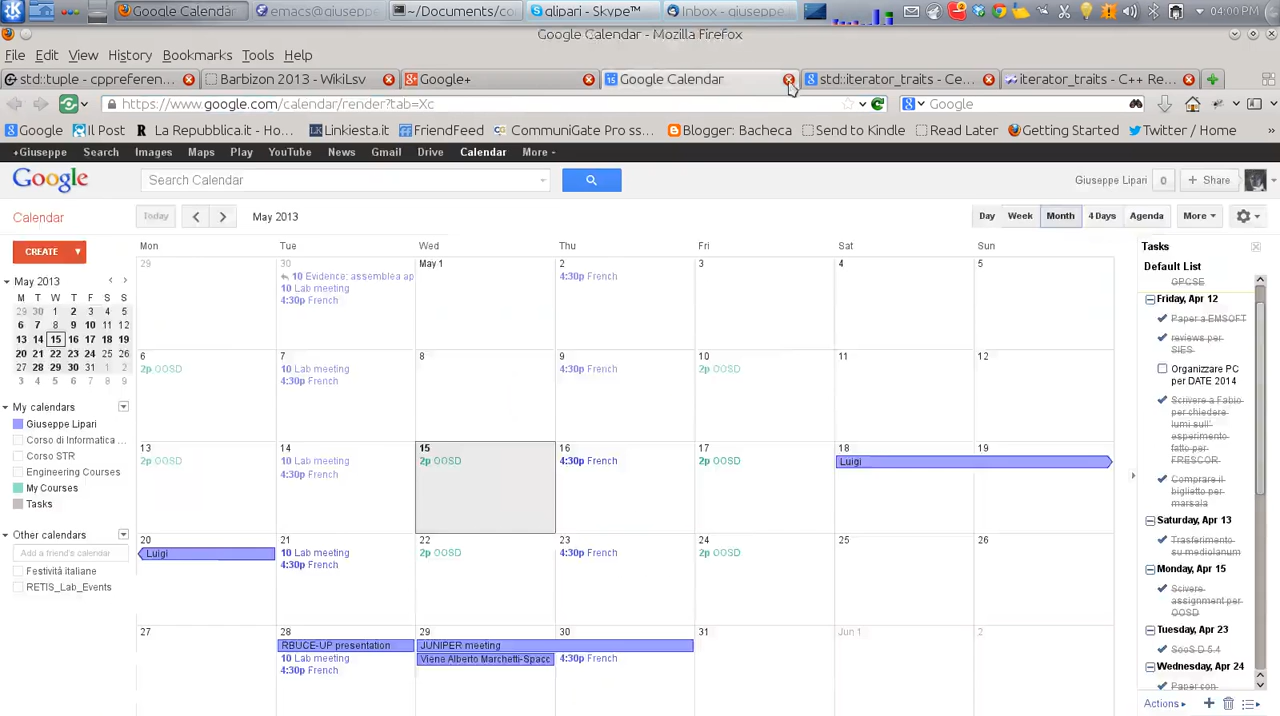 Google Calendar emacs@giuseppe ~/Documents/co glipari - Skype™ Inbox - giuseppe 04:00 PM
Google Calendar - Mozilla Firefox
File Edit View History Bookmarks Tools Help
std::tuple - cppreferen... Barbizon 2013 - WikiLsv Google+ Google Calendar std::iterator_traits - Ce... iterator_traits - C++ Re...
https://www.google.com/calendar/render?tab=Xc Google
Google Il Post La Repubblica.it - Ho... Linkiesta.it FriendFeed CommuniGate Pro ss... Blogger: Bacheca Send to Kindle Read Later Getting Started Twitter / Home »
+Giuseppe Search Images Maps Play YouTube News Gmail Drive Calendar More
Google Search Calendar Giuseppe Lipari 0 + Share
Calendar Today May 2013 Day Week Month 4 Days Agenda More
CREATE
May 2013
M T W T F S S
29 30 1 2 3 4 5
6 7 8 9 10 11 12
13 14 15 16 17 18 19
20 21 22 23 24 25 26
27 28 29 30 31 1 2
3 4 5 6 7 8 9
My calendars
Giuseppe Lipari
Corso di Informatica ...
Corso STR
Engineering Courses
My Courses
Tasks
Other calendars
Add a friend's calendar
Festività italiane
RETIS_Lab_Events
Mon Tue Wed Thu Fri Sat Sun
29 30 May 1 2 3 4 5
10 Evidence: assemblea ap
10 Lab meeting
4:30p French
4:30p French
6 7 8 9 10 11 12
2p OOSD
10 Lab meeting
4:30p French
4:30p French
2p OOSD
13 14 15 16 17 18 19
2p OOSD
10 Lab meeting
4:30p French
2p OOSD
4:30p French
2p OOSD
Luigi
20 21 22 23 24 25 26
Luigi
10 Lab meeting
4:30p French
2p OOSD
4:30p French
2p OOSD
27 28 29 30 31 Jun 1 2
RBUCE-UP presentation
10 Lab meeting
4:30p French
JUNIPER meeting
Viene Alberto Marchetti-Spacc
4:30p French
Tasks
Default List
GPCSE
Friday, Apr 12
Paper a EMSOFT
reviews per
SIES
Organizzare PC
per DATE 2014
Scrivere a Fabio
per chiedere
lumi sull'
esperimento
fatto per
FRESCOR
Comprare il
biglietto per
marsala
Saturday, Apr 13
Trasferimento
su mediolanum
Monday, Apr 15
Scivere
assignment per
OOSD
Tuesday, Apr 23
SooS D 5.4
Wednesday, Apr 24
Paper con
Actions